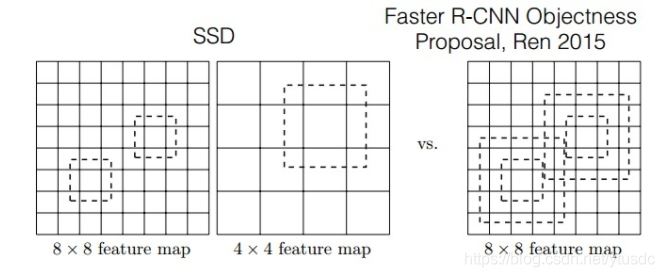 SSD
Faster R-CNN Objectness
Proposal, Ren 2015
vs.
8 × 8 feature map
4 × 4 feature map
8 × 8 feature map
https://blog.csdn.net/ytusdc